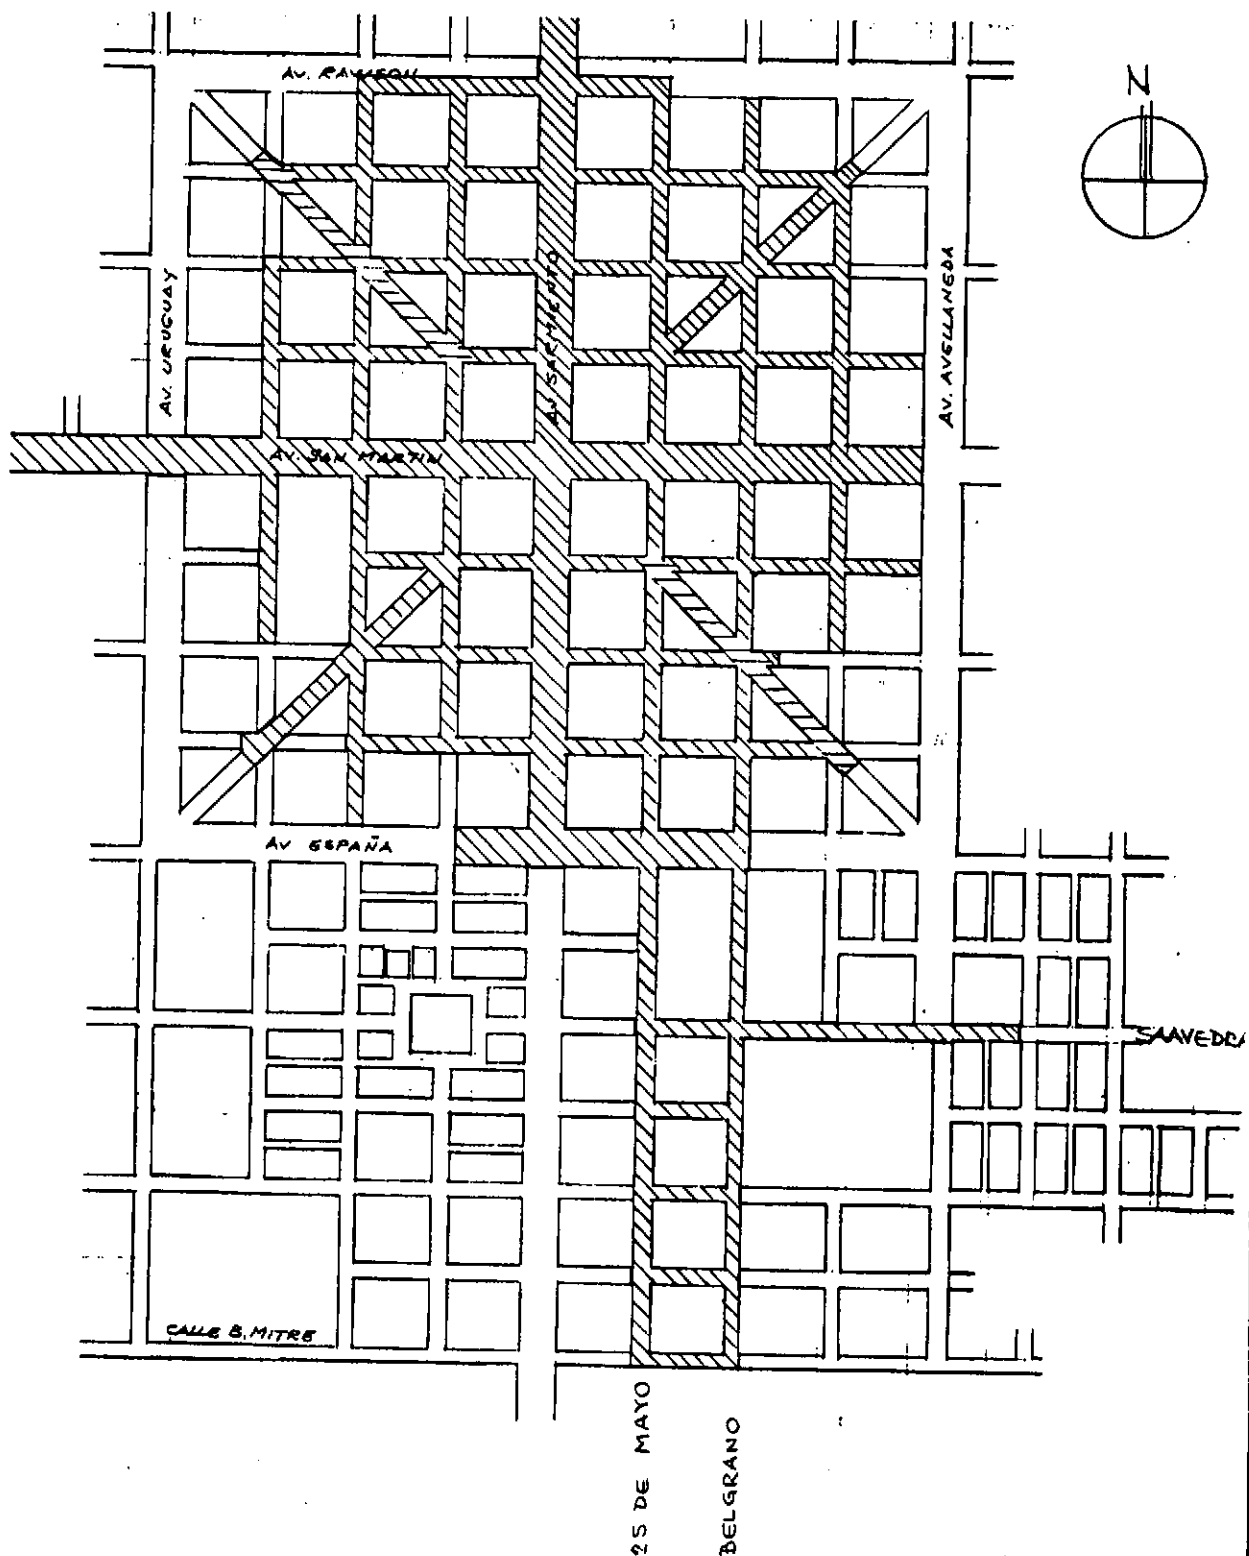 AV. RAWSON
N
AV. URUGUAY
AV. SARMIENTO
AV. AVELLANEDA
AV. SAN MARTIN
AV ESPAÑA
SAAVEDRA
CALLE B. MITRE
25 DE MAYO
BELGRANO